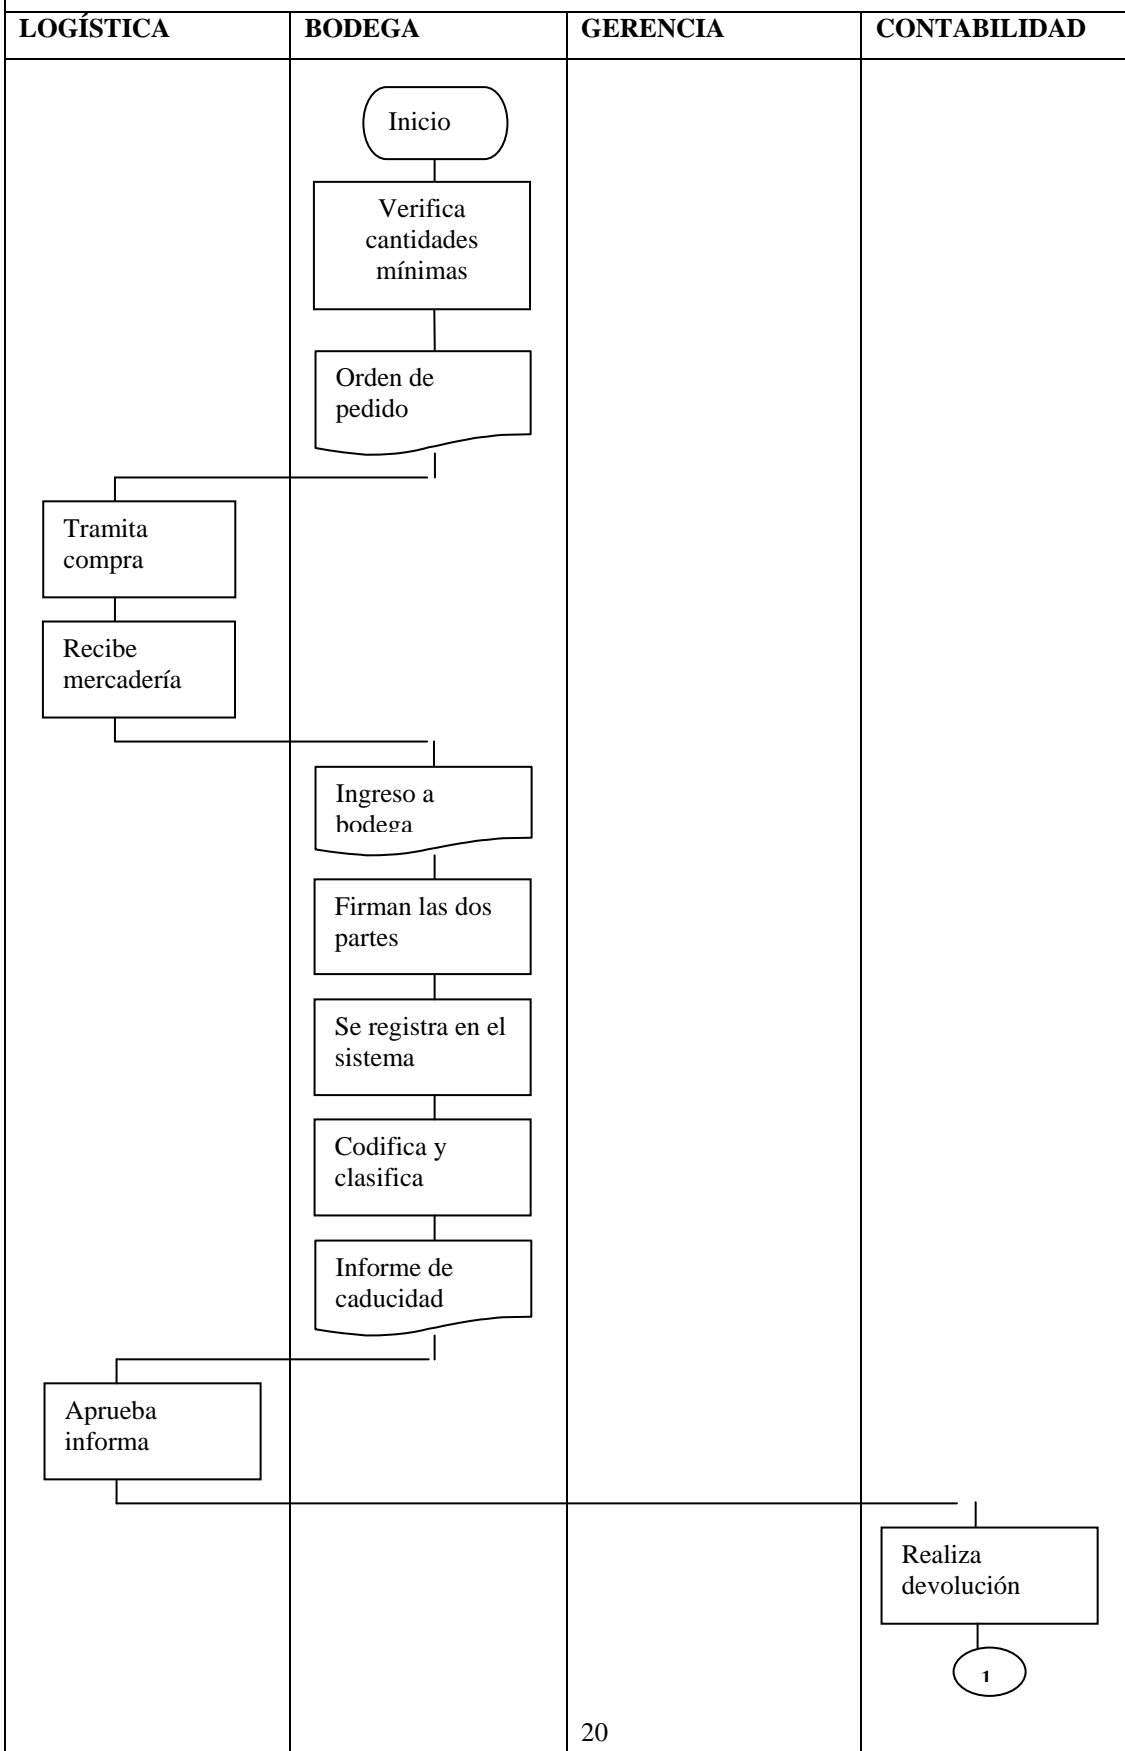 LOGÍSTICA
BODEGA
GERENCIA
CONTABILIDAD
Inicio
Verifica
cantidades
mínimas
Orden de
pedido
Tramita
compra
Recibe
mercadería
Ingreso a
bodega
Firman las dos
partes
Se registra en el
sistema
Codifica y
clasifica
Informe de
caducidad
Aprueba
informa
Realiza
devolución
1
20